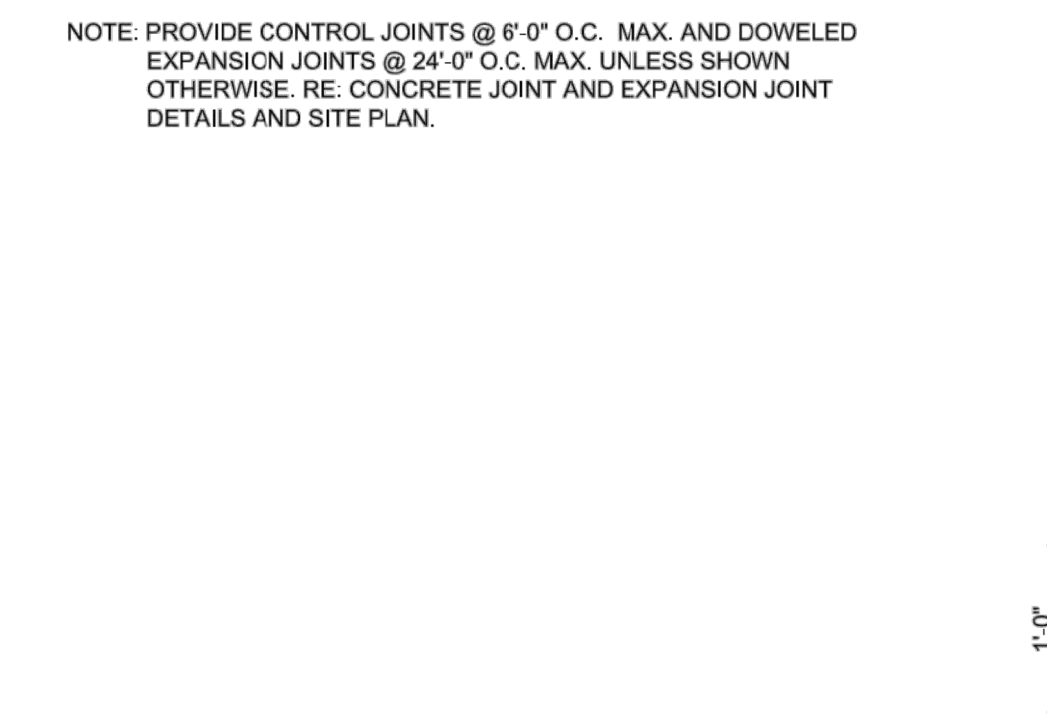 NOTE: PROVIDE CONTROL JOINTS @ 6'-0" O.C. MAX. AND DOWELED
EXPANSION JOINTS @ 24'-0" O.C. MAX. UNLESS SHOWN
OTHERWISE. RE: CONCRETE JOINT AND EXPANSION JOINT
DETAILS AND SITE PLAN.
1'-0"